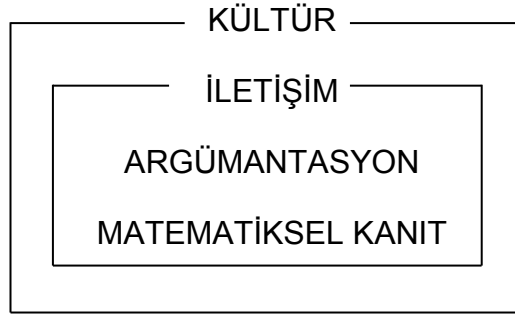 KÜLTÜR
İLETİŞİM
ARGÜMANTASYON
MATEMATİKSEL KANIT